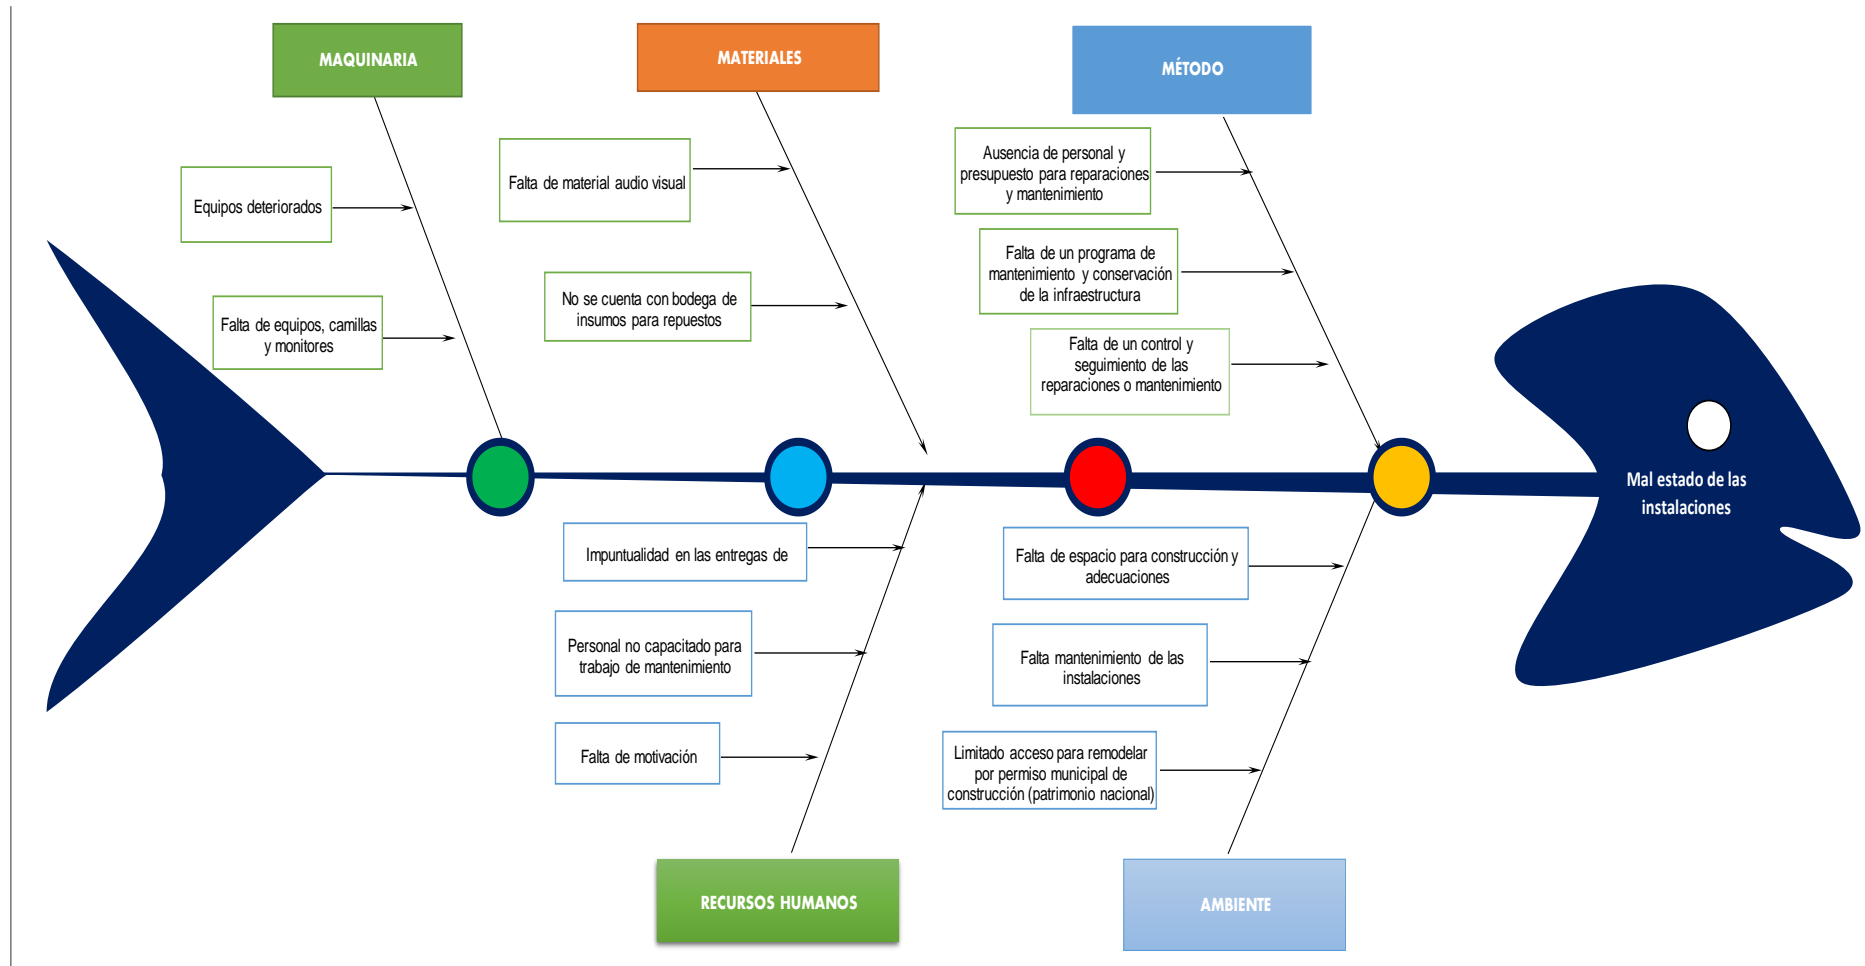 MAQUINARIA
MATERIALES
MÉTODO
Equipos deteriorados
Falta de equipos, camillas
y monitores
Falta de material audio visual
No se cuenta con bodega de
insumos para repuestos
Ausencia de personal y
presupuesto para reparaciones
y mantenimiento
Falta de un programa de
mantenimiento y conservación
de la infraestructura
Falta de un control y
seguimiento de las
reparaciones o mantenimiento
Mal estado de las
instalaciones
Impuntualidad en las entregas de
Personal no capacitado para
trabajo de mantenimiento
Falta de motivación
Falta de espacio para construcción y
adecuaciones
Falta mantenimiento de las
instalaciones
Limitado acceso para remodelar
por permiso municipal de
construcción (patrimonio nacional)
RECURSOS HUMANOS
AMBIENTE